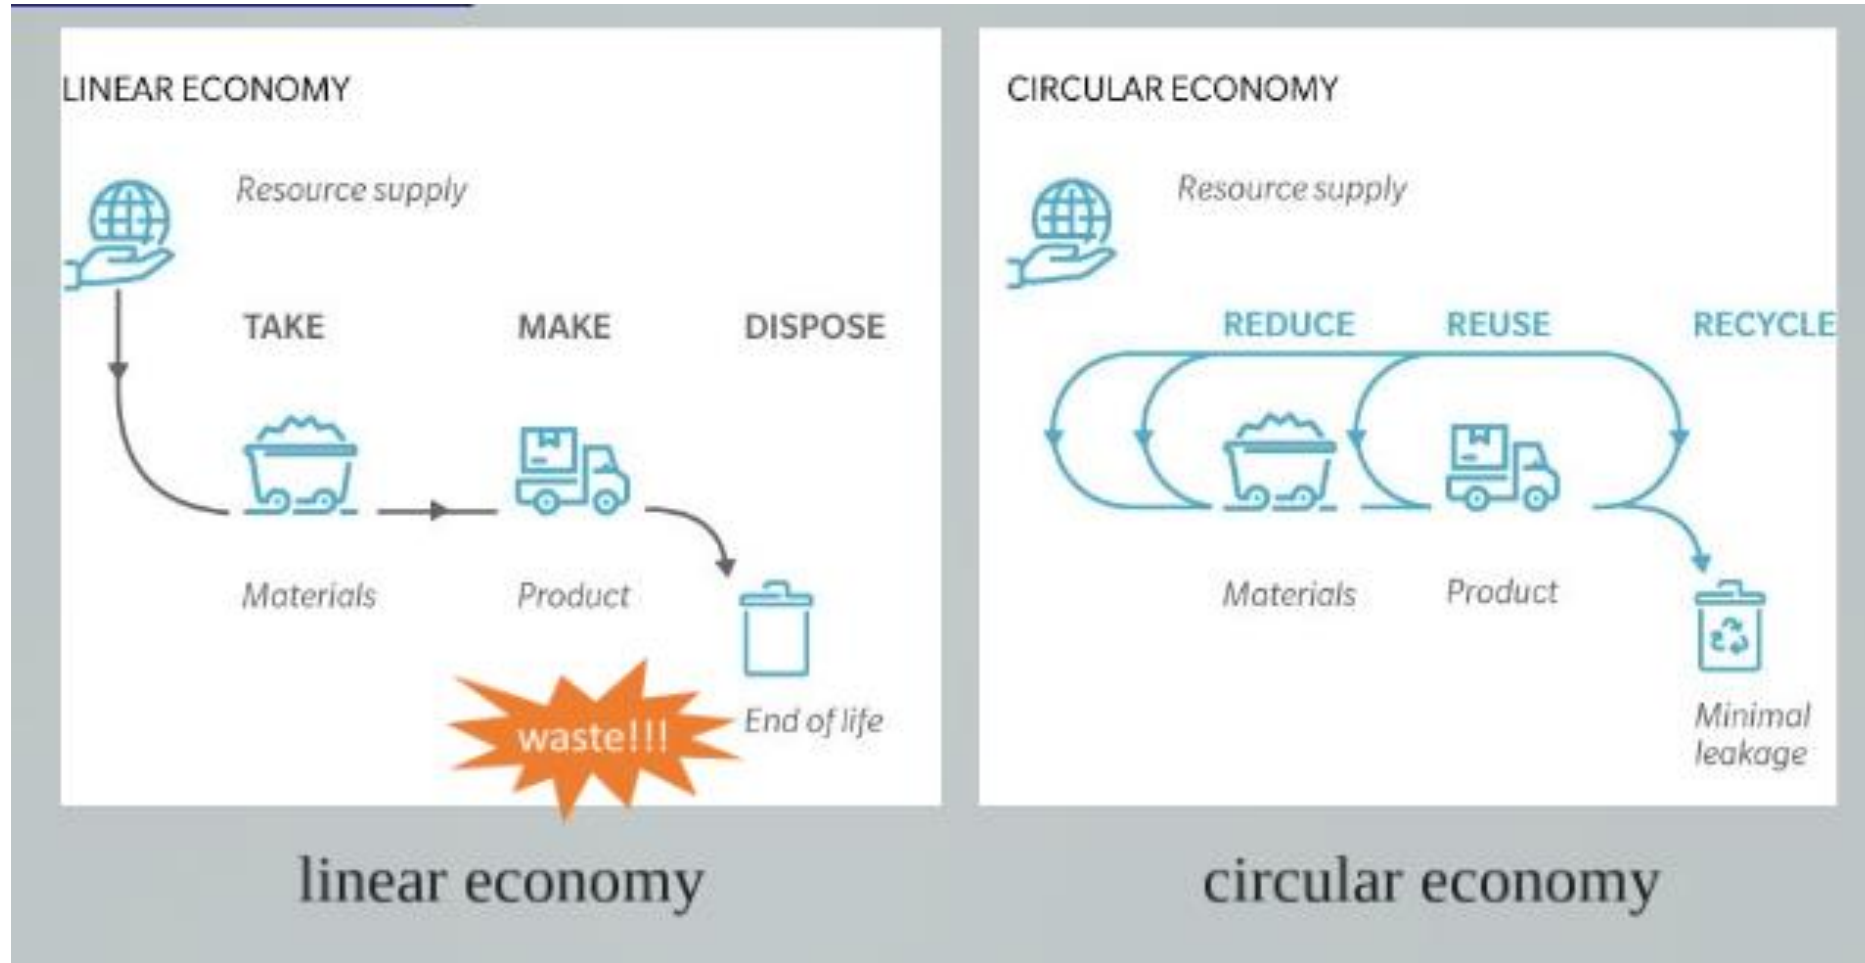 LINEAR ECONOMY
Resource supply
TAKE MAKE DISPOSE
Materials Product
waste!!!
End of life
linear economy
CIRCULAR ECONOMY
Resource supply
REDUCE REUSE RECYCLE
Materials Product
Minimal
leakage
circular economy